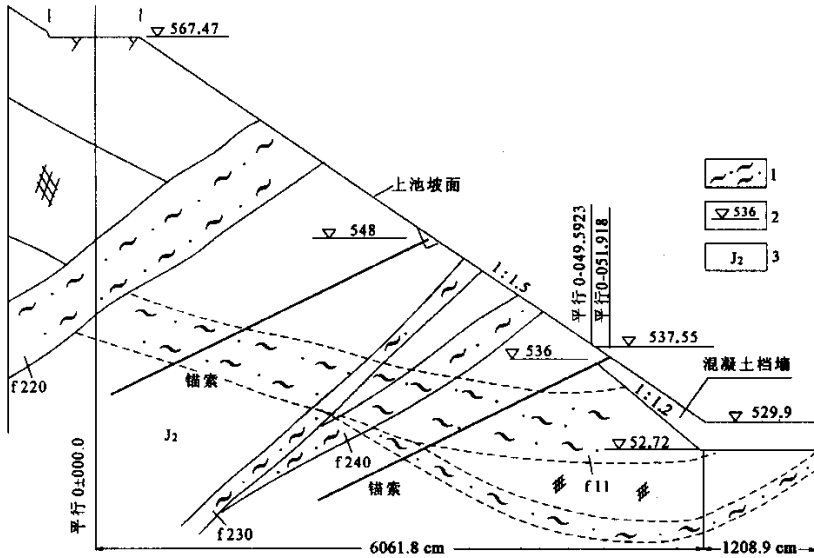 567.47
上池坡面
548
1:1.5
平行 0-049.5923
平行0-051.918
536
537.55
混凝土档墙
1:1.2
529.9
52.72
f220
锚索
J₂
f240
锚索
f11
f230
平行 0±000.0
6061.8 cm
1208.9 cm
1
536
2
J₂
3